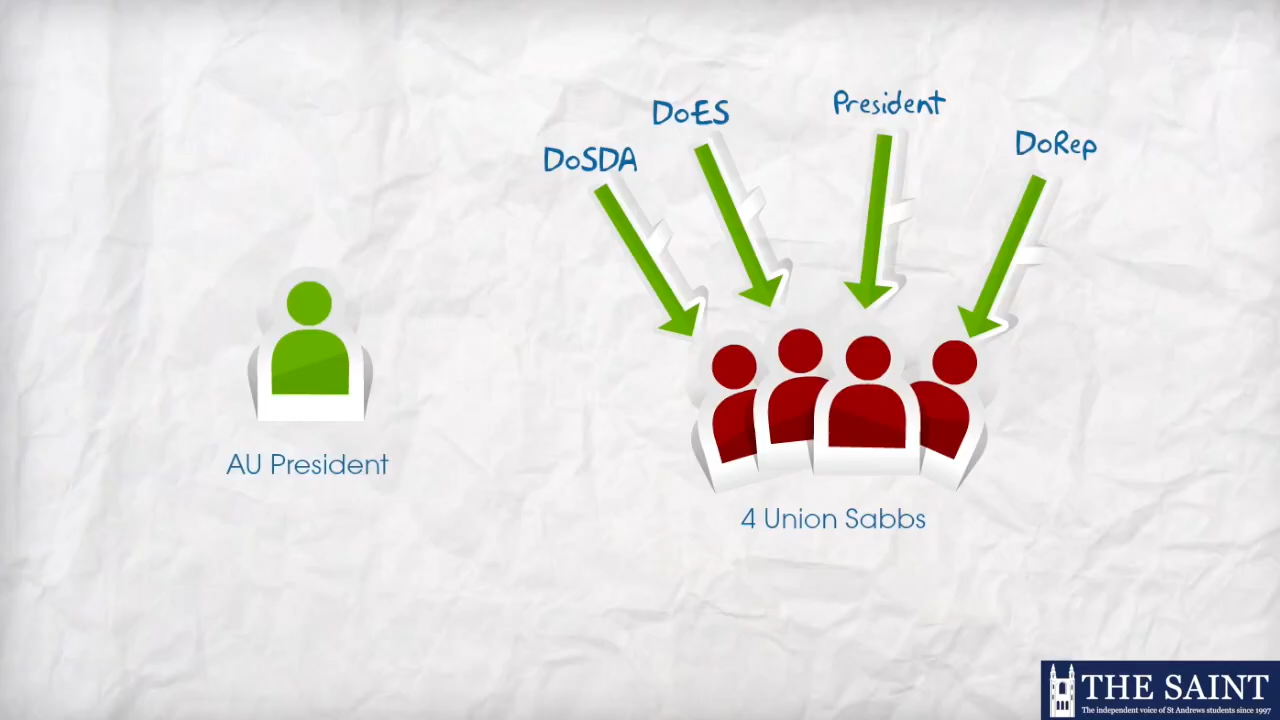 DoES
President
DoSDA
DoRep
AU President
4 Union Sabbs
THE SAINT
The independent voice of St Andrews students since 1997